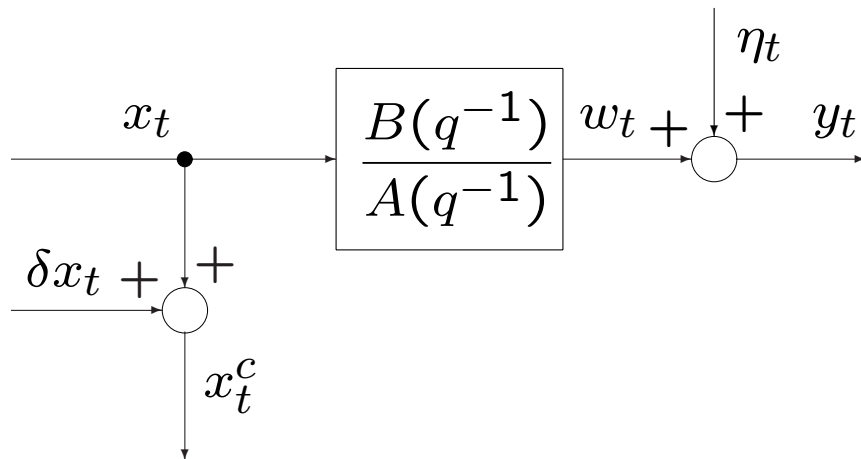 η_t
x_t
B(q^{-1})
w_t + + y_t
A(q^{-1})
δx_t + +
x_t^c